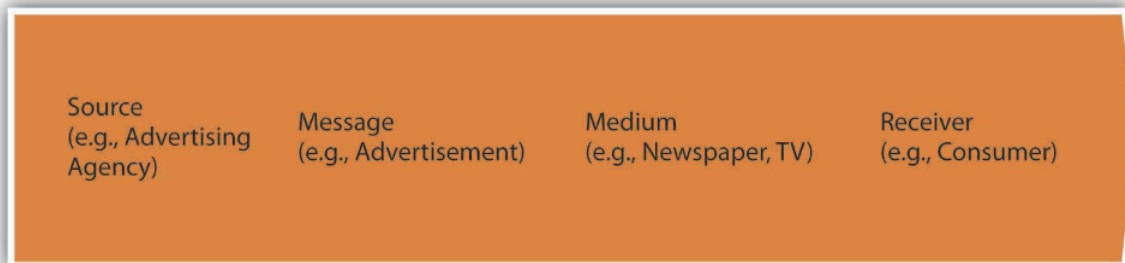 Source
(e.g., Advertising
Agency)
Message
(e.g., Advertisement)
Medium
(e.g., Newspaper, TV)
Receiver
(e.g., Consumer)